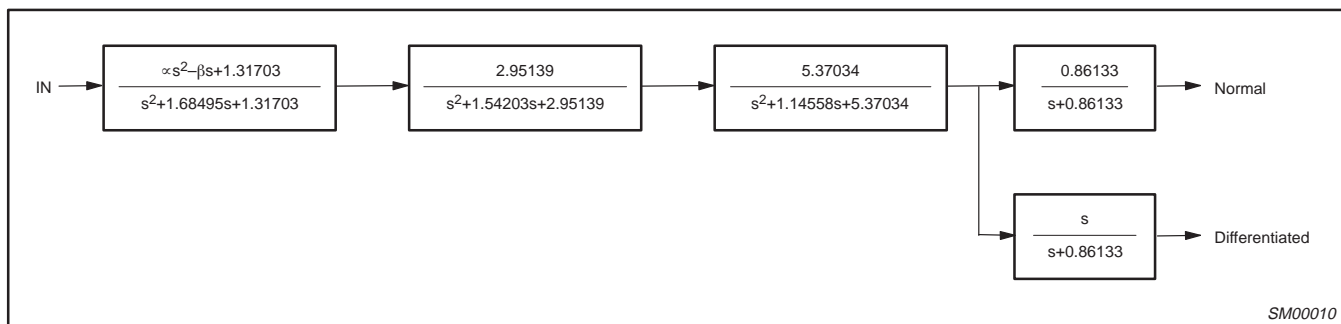 IN
∝s²–βs+1.31703
s²+1.68495s+1.31703
2.95139
s²+1.54203s+2.95139
5.37034
s²+1.14558s+5.37034
0.86133
s+0.86133
Normal
s
s+0.86133
Differentiated
SM00010